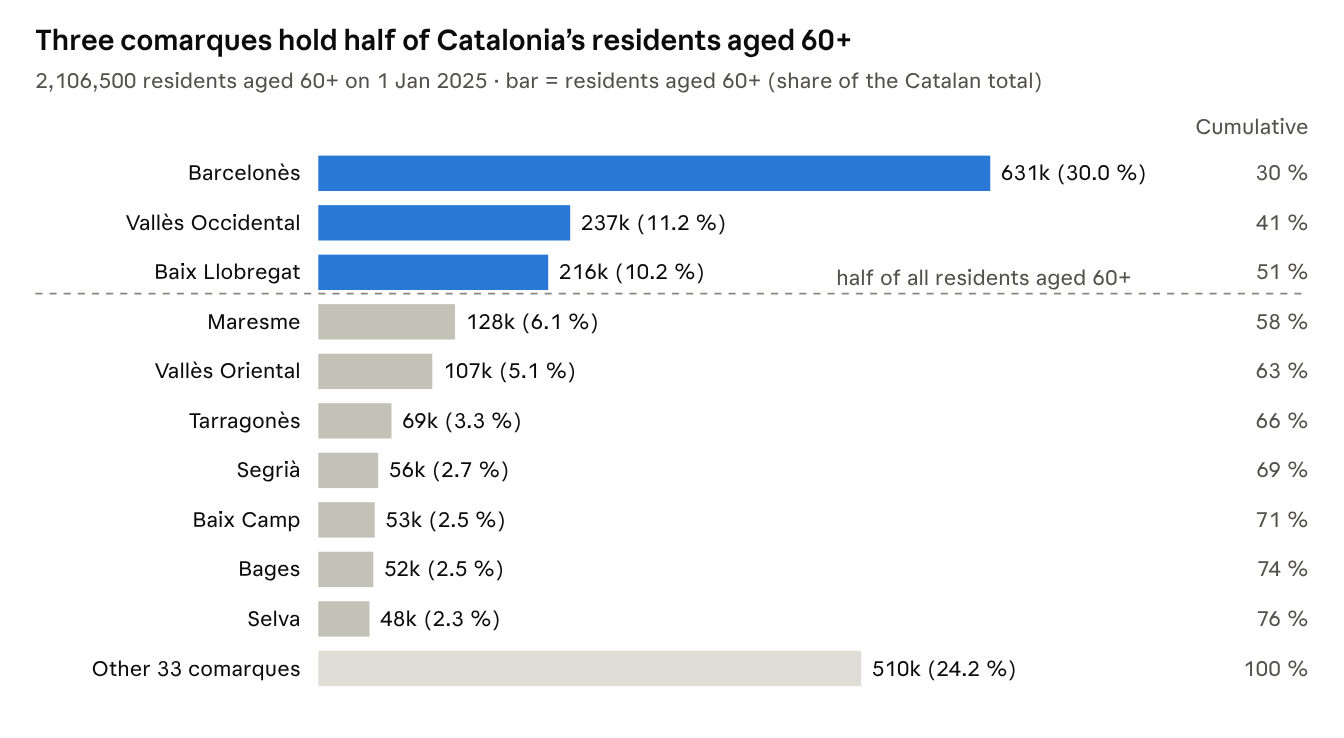 Three comarques hold half of Catalonia’s residents aged 60+
2,106,500 residents aged 60+ on 1 Jan 2025 · bar = residents aged 60+ (share of the Catalan total)
Cumulative
Barcelonès 631k (30.0 %) 30 %
Vallès Occidental 237k (11.2 %) 41 %
Baix Llobregat 216k (10.2 %) 51 %
half of all residents aged 60+
Maresme 128k (6.1 %) 58 %
Vallès Oriental 107k (5.1 %) 63 %
Tarragonès 69k (3.3 %) 66 %
Segrià 56k (2.7 %) 69 %
Baix Camp 53k (2.5 %) 71 %
Bages 52k (2.5 %) 74 %
Selva 48k (2.3 %) 76 %
Other 33 comarques 510k (24.2 %) 100 %